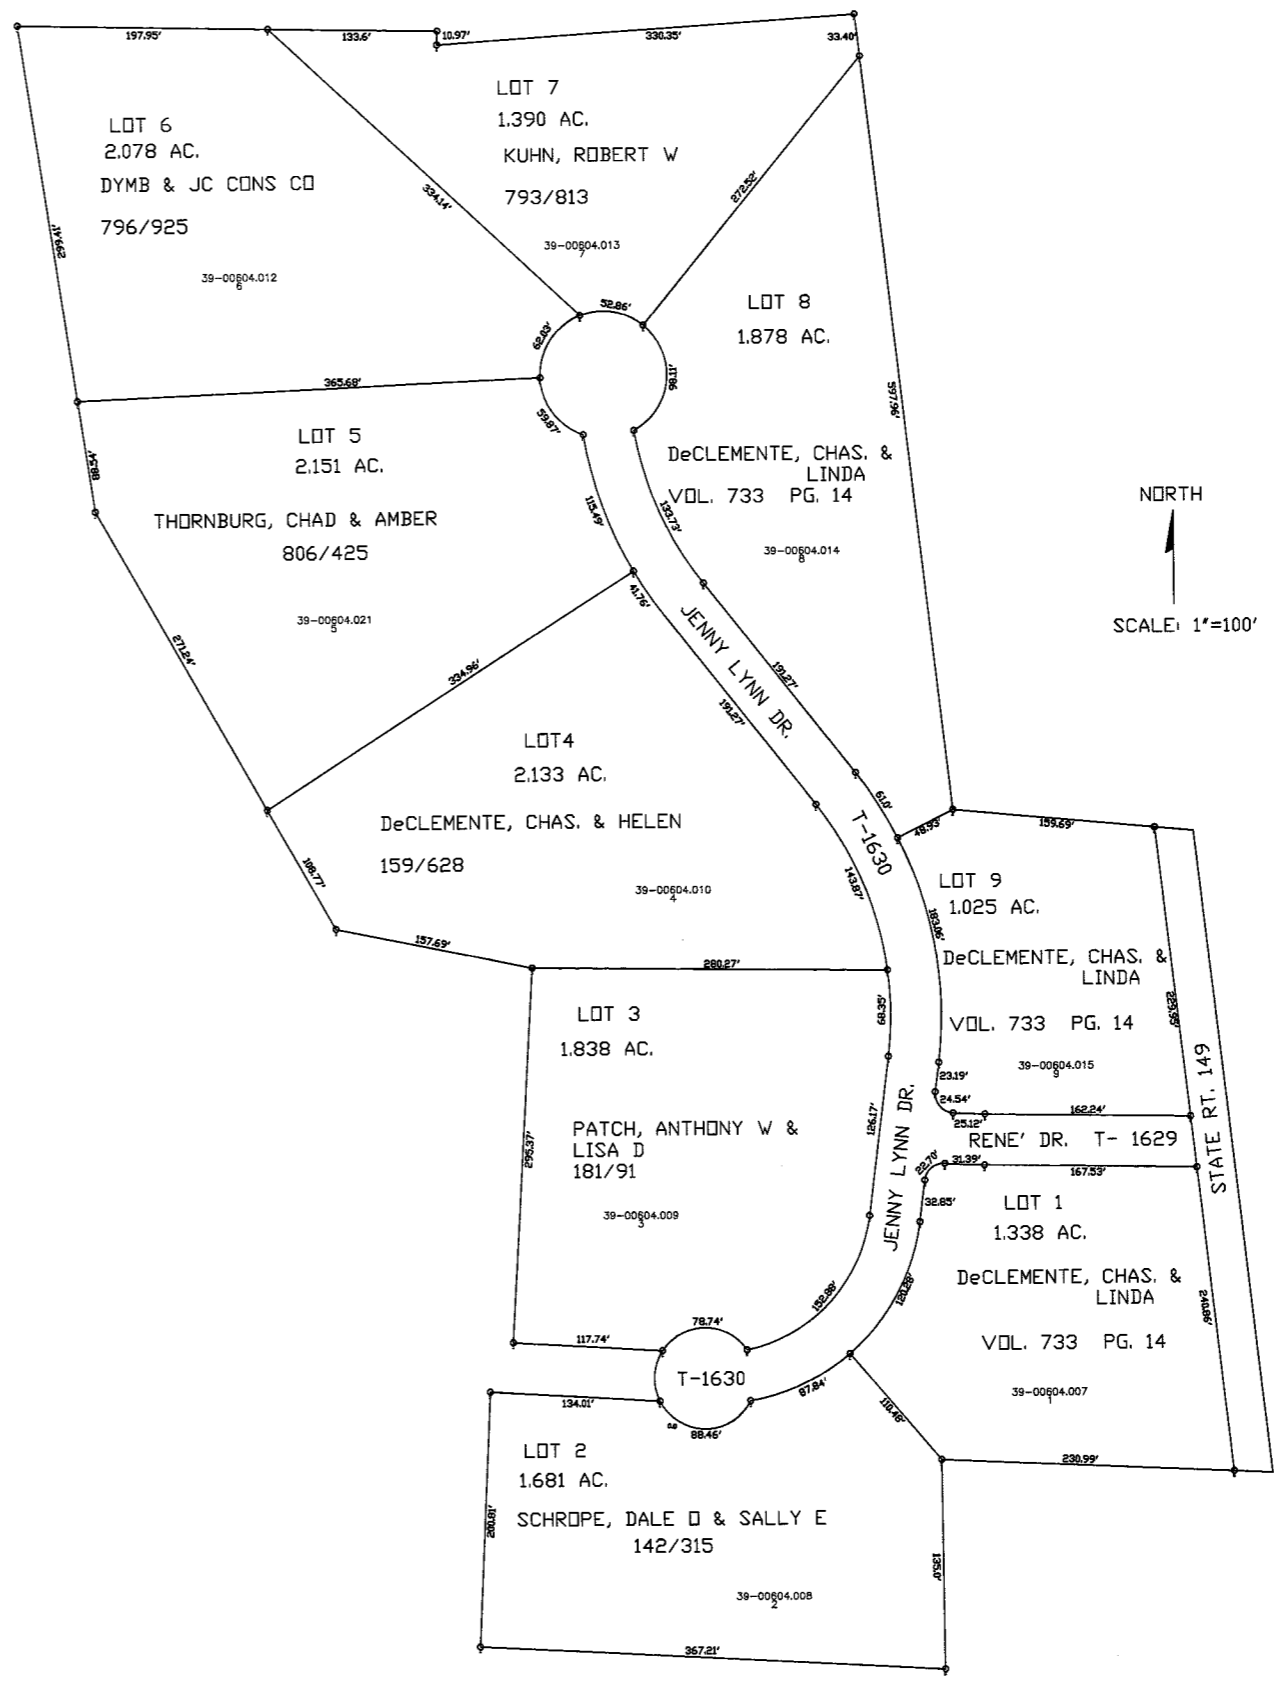 197.95'
133.6'
10.97'
330.35'
33.40'
LOT 6
2.078 AC.
DYMB & JC CONS CO
796/925
39-00604.012
6
299.41'
334.14'
LOT 7
1.390 AC.
KUHN, ROBERT W
793/813
39-00604.013
7
272.52'
52.86'
62.03'
98.11'
59.87'
365.68'
LOT 8
1.878 AC.
597.96'
DeCLEMENTE, CHAS. &
LINDA
VOL. 733 PG. 14
39-00604.014
8
88.54'
LOT 5
2.151 AC.
THORNBURG, CHAD & AMBER
806/425
39-00604.021
5
115.49'
133.73'
41.76'
271.24'
334.96'
NORTH
SCALE: 1"=100'
JENNY LYNN DR.
191.27'
191.27'
LOT4
2.133 AC.
DeCLEMENTE, CHAS. & HELEN
159/628
39-00604.010
4
108.77'
157.69'
280.27'
143.87'
61.0'
T-1630
48.93'
159.69'
LOT 9
1.025 AC.
183.06'
DeCLEMENTE, CHAS. &
LINDA
VOL. 733 PG. 14
39-00604.015
9
229.95'
23.19'
24.54'
25.12'
162.24'
RENE' DR. T- 1629
STATE RT. 149
LOT 3
1.838 AC.
68.35'
126.17'
PATCH, ANTHONY W &
LISA D
181/91
39-00604.009
3
295.37'
JENNY LYNN DR.
22.70'
31.39'
167.53'
32.85'
LOT 1
1.338 AC.
DeCLEMENTE, CHAS. &
LINDA
VOL. 733 PG. 14
39-00604.007
1
240.86'
120.28'
152.88'
78.74'
117.74'
T-1630
134.01'
0.0
88.46'
87.84'
110.48'
230.99'
LOT 2
1.681 AC.
SCHROPE, DALE O & SALLY E
142/315
39-00604.008
2
200.81'
135.0'
367.21'